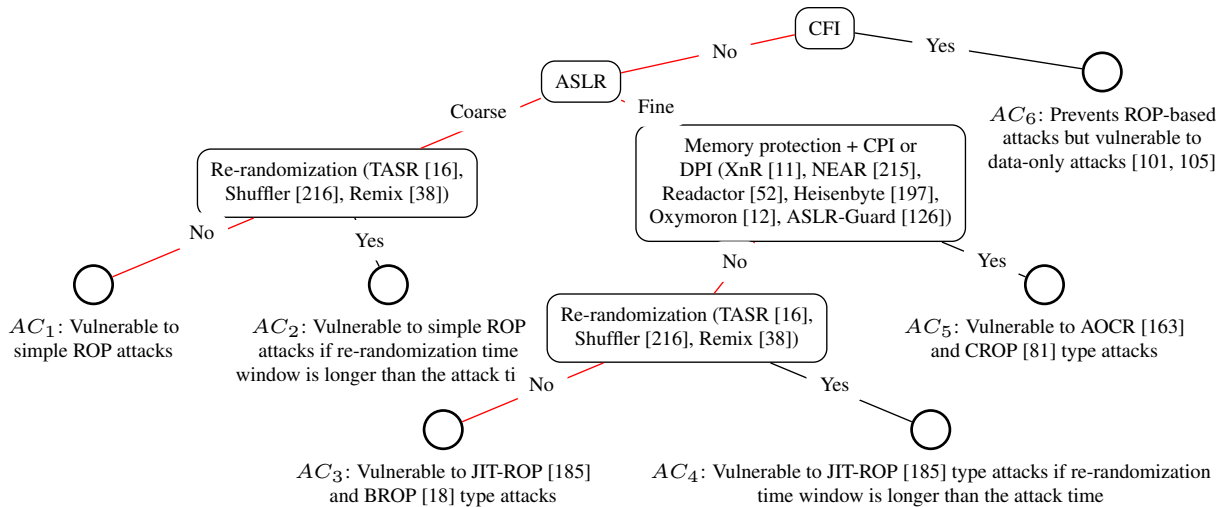 CFI
No
Yes
ASLR
Coarse
Fine
AC6: Prevents ROP-based
attacks but vulnerable to
data-only attacks [101, 105]
Re-randomization (TASR [16],
Shuffler [216], Remix [38])
Memory protection + CPI or
DPI (XnR [11], NEAR [215],
Readactor [52], Heisenbyte [197],
Oxymoron [12], ASLR-Guard [126])
No
Yes
No
Yes
AC1: Vulnerable to
simple ROP attacks
AC2: Vulnerable to simple ROP
attacks if re-randomization time
window is longer than the attack ti
Re-randomization (TASR [16],
Shuffler [216], Remix [38])
AC5: Vulnerable to AOCR [163]
and CROP [81] type attacks
No
Yes
AC3: Vulnerable to JIT-ROP [185]
and BROP [18] type attacks
AC4: Vulnerable to JIT-ROP [185] type attacks if re-randomization
time window is longer than the attack time